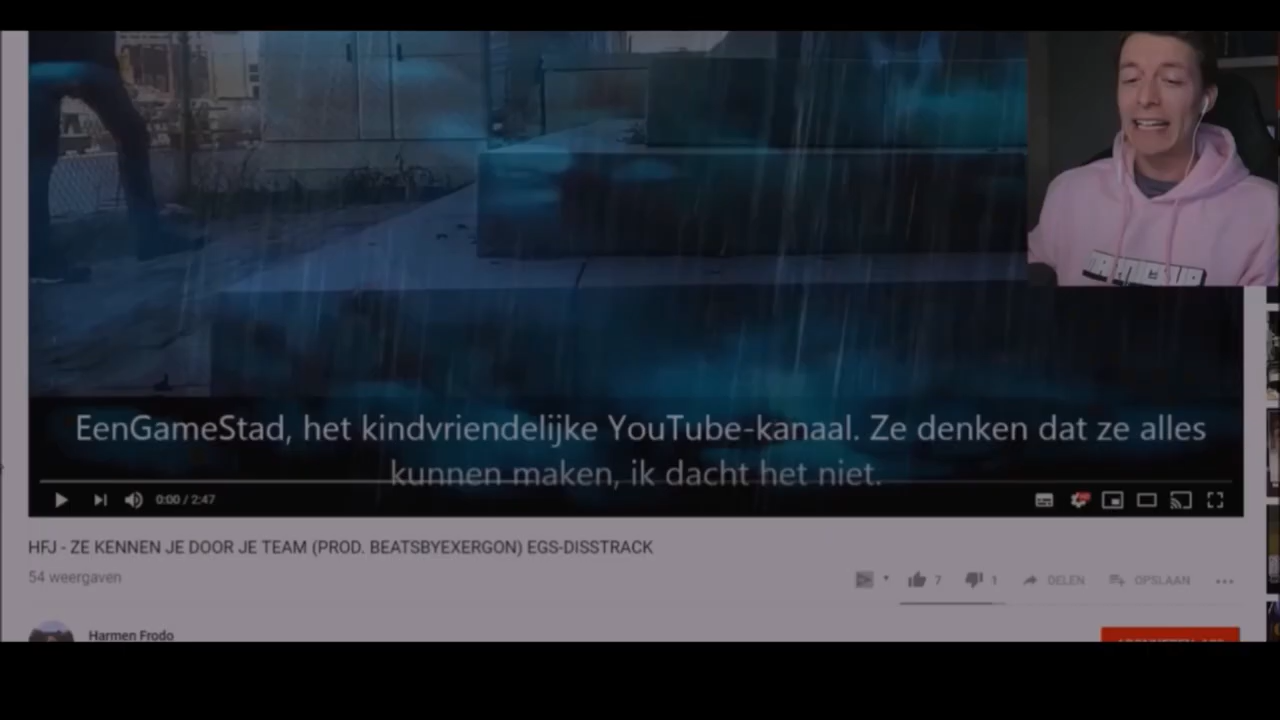 EenGameStad, het kindvriendelijke YouTube-kanaal. Ze denken dat ze alles
kunnen maken, ik dacht het niet.
0:00 / 2:47
HFJ - ZE KENNEN JE DOOR JE TEAM (PROD. BEATSBYEXERGON) EGS-DISSTRACK
54 weergaven
7
1
DELEN
OPSLAAN
Harmen Frodo